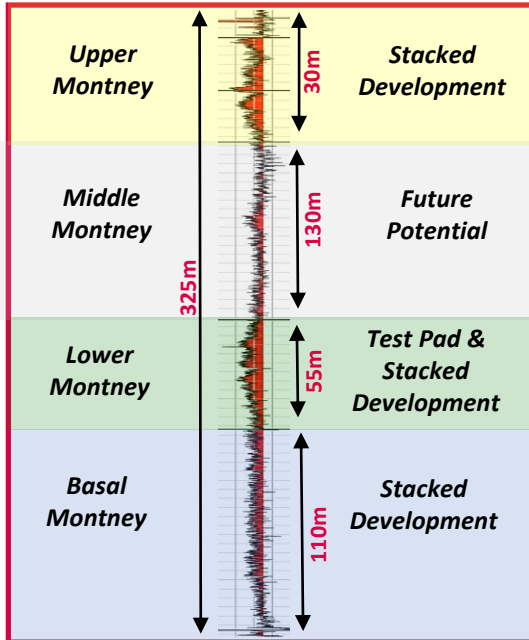 Upper
Montney
30m
Stacked
Development
Middle
Montney
325m
130m
Future
Potential
Lower
Montney
55m
Test Pad &
Stacked
Development
Basal
Montney
110m
Stacked
Development